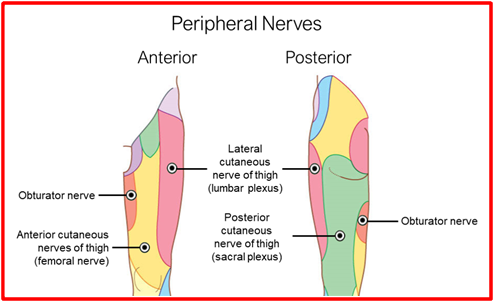 Peripheral Nerves
Anterior
Posterior
Lateral
cutaneous
nerve of thigh
(lumbar plexus)
Obturator nerve
Anterior cutaneous
nerves of thigh
(femoral nerve)
Posterior
cutaneous
nerve of thigh
(sacral plexus)
Obturator nerve